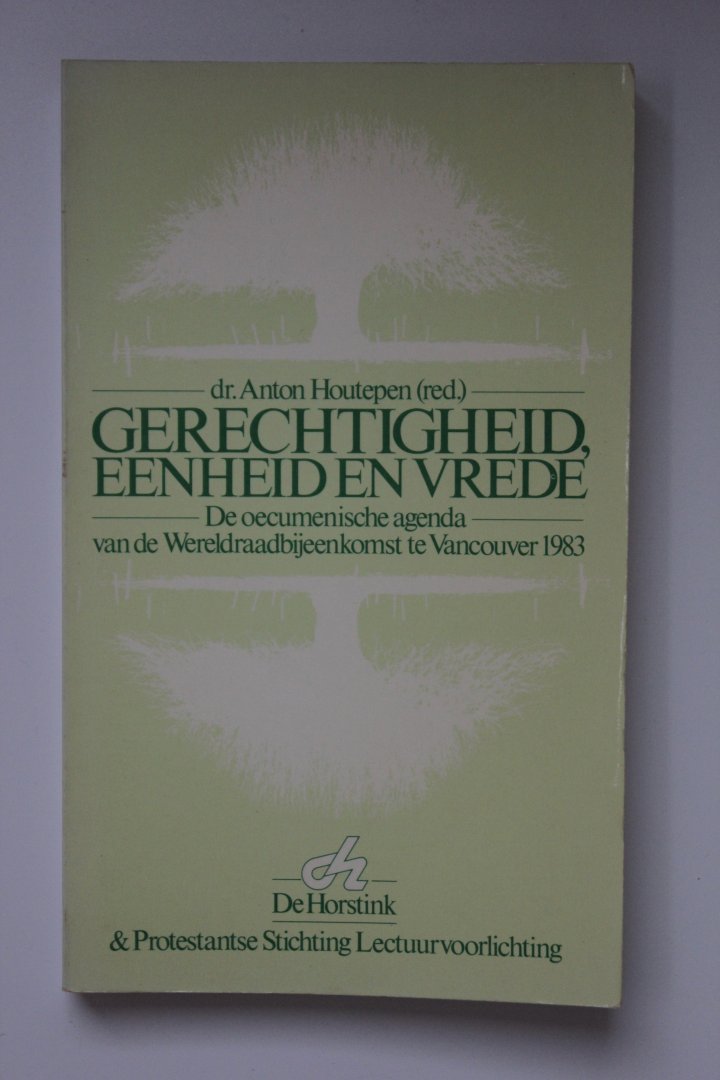 dr. Anton Houtepen (red.)
GERECHTIGHEID,
EENHEID EN VREDE
De oecumenische agenda
van de Wereldraadbijeenkomst te Vancouver 1983
ch
De Horstink
& Protestantse Stichting Lectuurvoorlichting